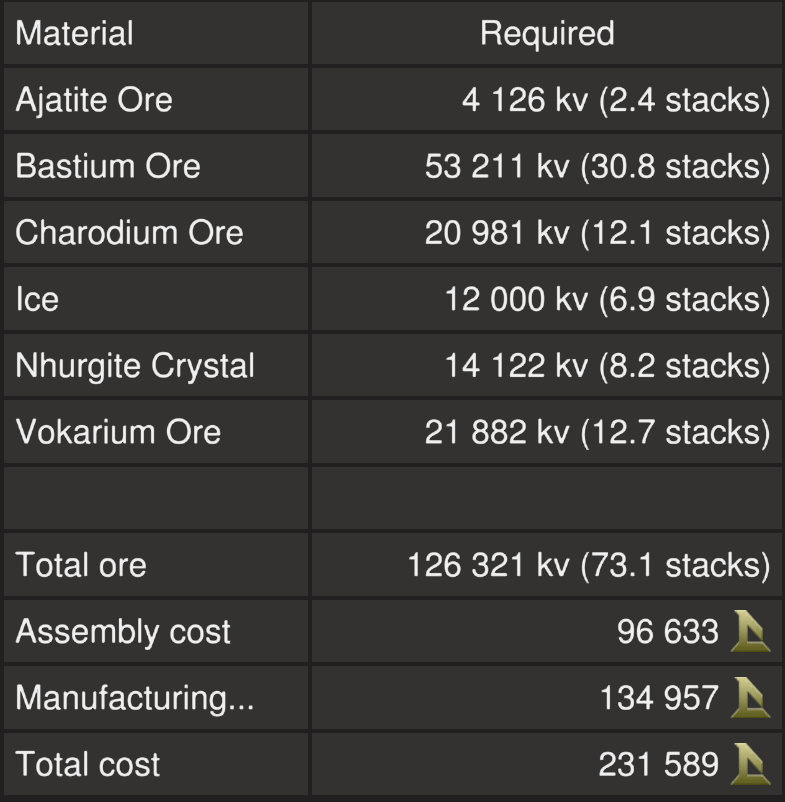 Material Required
Ajatite Ore 4 126 kv (2.4 stacks)
Bastium Ore 53 211 kv (30.8 stacks)
Charodium Ore 20 981 kv (12.1 stacks)
Ice 12 000 kv (6.9 stacks)
Nhurgite Crystal 14 122 kv (8.2 stacks)
Vokarium Ore 21 882 kv (12.7 stacks)
Total ore 126 321 kv (73.1 stacks)
Assembly cost 96 633
Manufacturing... 134 957
Total cost 231 589